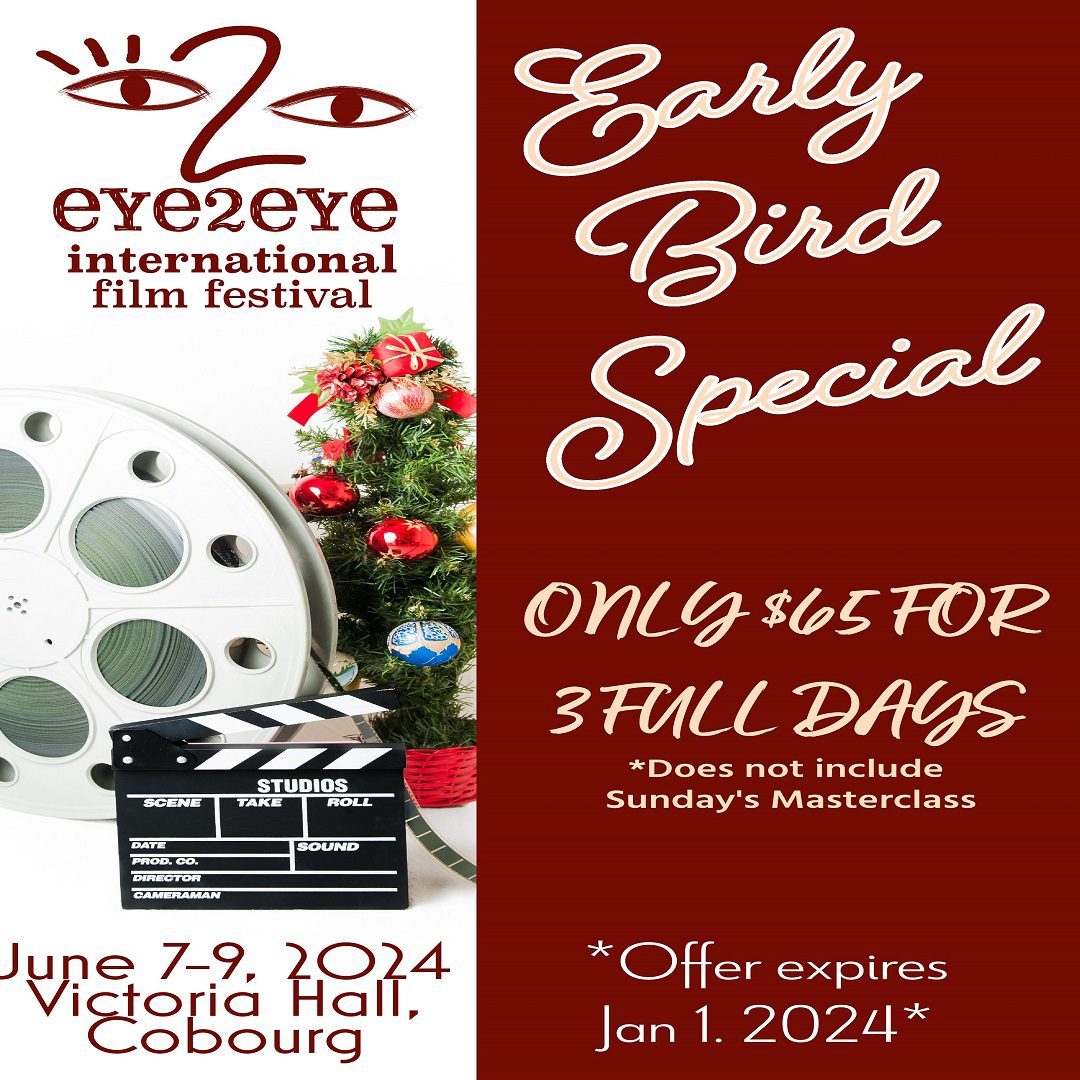 2
eye2eye
international
film festival
STUDIOS
SCENE TAKE ROLL
DATE SOUND
PROD. CO.
DIRECTOR
CAMERAMAN
June 7-9, 2024
Victoria Hall,
Cobourg
Early
Bird
Special
ONLY $65 FOR
3 FULL DAYS
*Does not include
Sunday's Masterclass
*Offer expires
Jan 1. 2024*